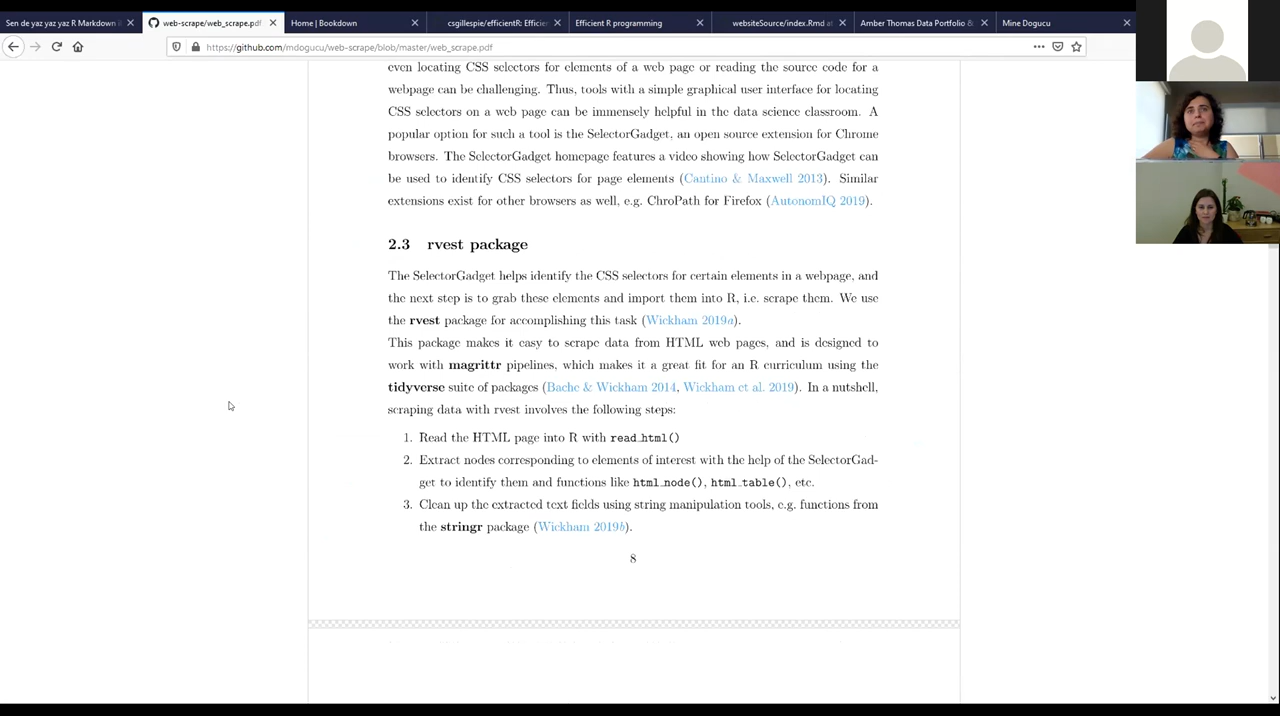 Sen de yaz yaz yaz R Markdown il
web-scrape/web_scrape.pdf
Home | Bookdown
csgillespie/efficientR: Efficien
Efficient R programming
websiteSource/index.Rmd at
Amber Thomas Data Portfolio &
Mine Dogucu
https://github.com/mdogucu/web-scrape/blob/master/web_scrape.pdf
even locating CSS selectors for elements of a web page or reading the source code for a
webpage can be challenging. Thus, tools with a simple graphical user interface for locating
CSS selectors on a web page can be immensely helpful in the data science classroom. A
popular option for such a tool is the SelectorGadget, an open source extension for Chrome
browsers. The SelectorGadget homepage features a video showing how SelectorGadget can
be used to identify CSS selectors for page elements (Cantino & Maxwell 2013). Similar
extensions exist for other browsers as well, e.g. ChroPath for Firefox (AutonomIQ 2019).
2.3 rvest package
The SelectorGadget helps identify the CSS selectors for certain elements in a webpage, and
the next step is to grab these elements and import them into R, i.e. scrape them. We use
the rvest package for accomplishing this task (Wickham 2019a).
This package makes it easy to scrape data from HTML web pages, and is designed to
work with magrittr pipelines, which makes it a great fit for an R curriculum using the
tidyverse suite of packages (Bache & Wickham 2014, Wickham et al. 2019). In a nutshell,
scraping data with rvest involves the following steps:
1. Read the HTML page into R with read_html()
2. Extract nodes corresponding to elements of interest with the help of the SelectorGad-
get to identify them and functions like html_node(), html_table(), etc.
3. Clean up the extracted text fields using string manipulation tools, e.g. functions from
the stringr package (Wickham 2019b).
8